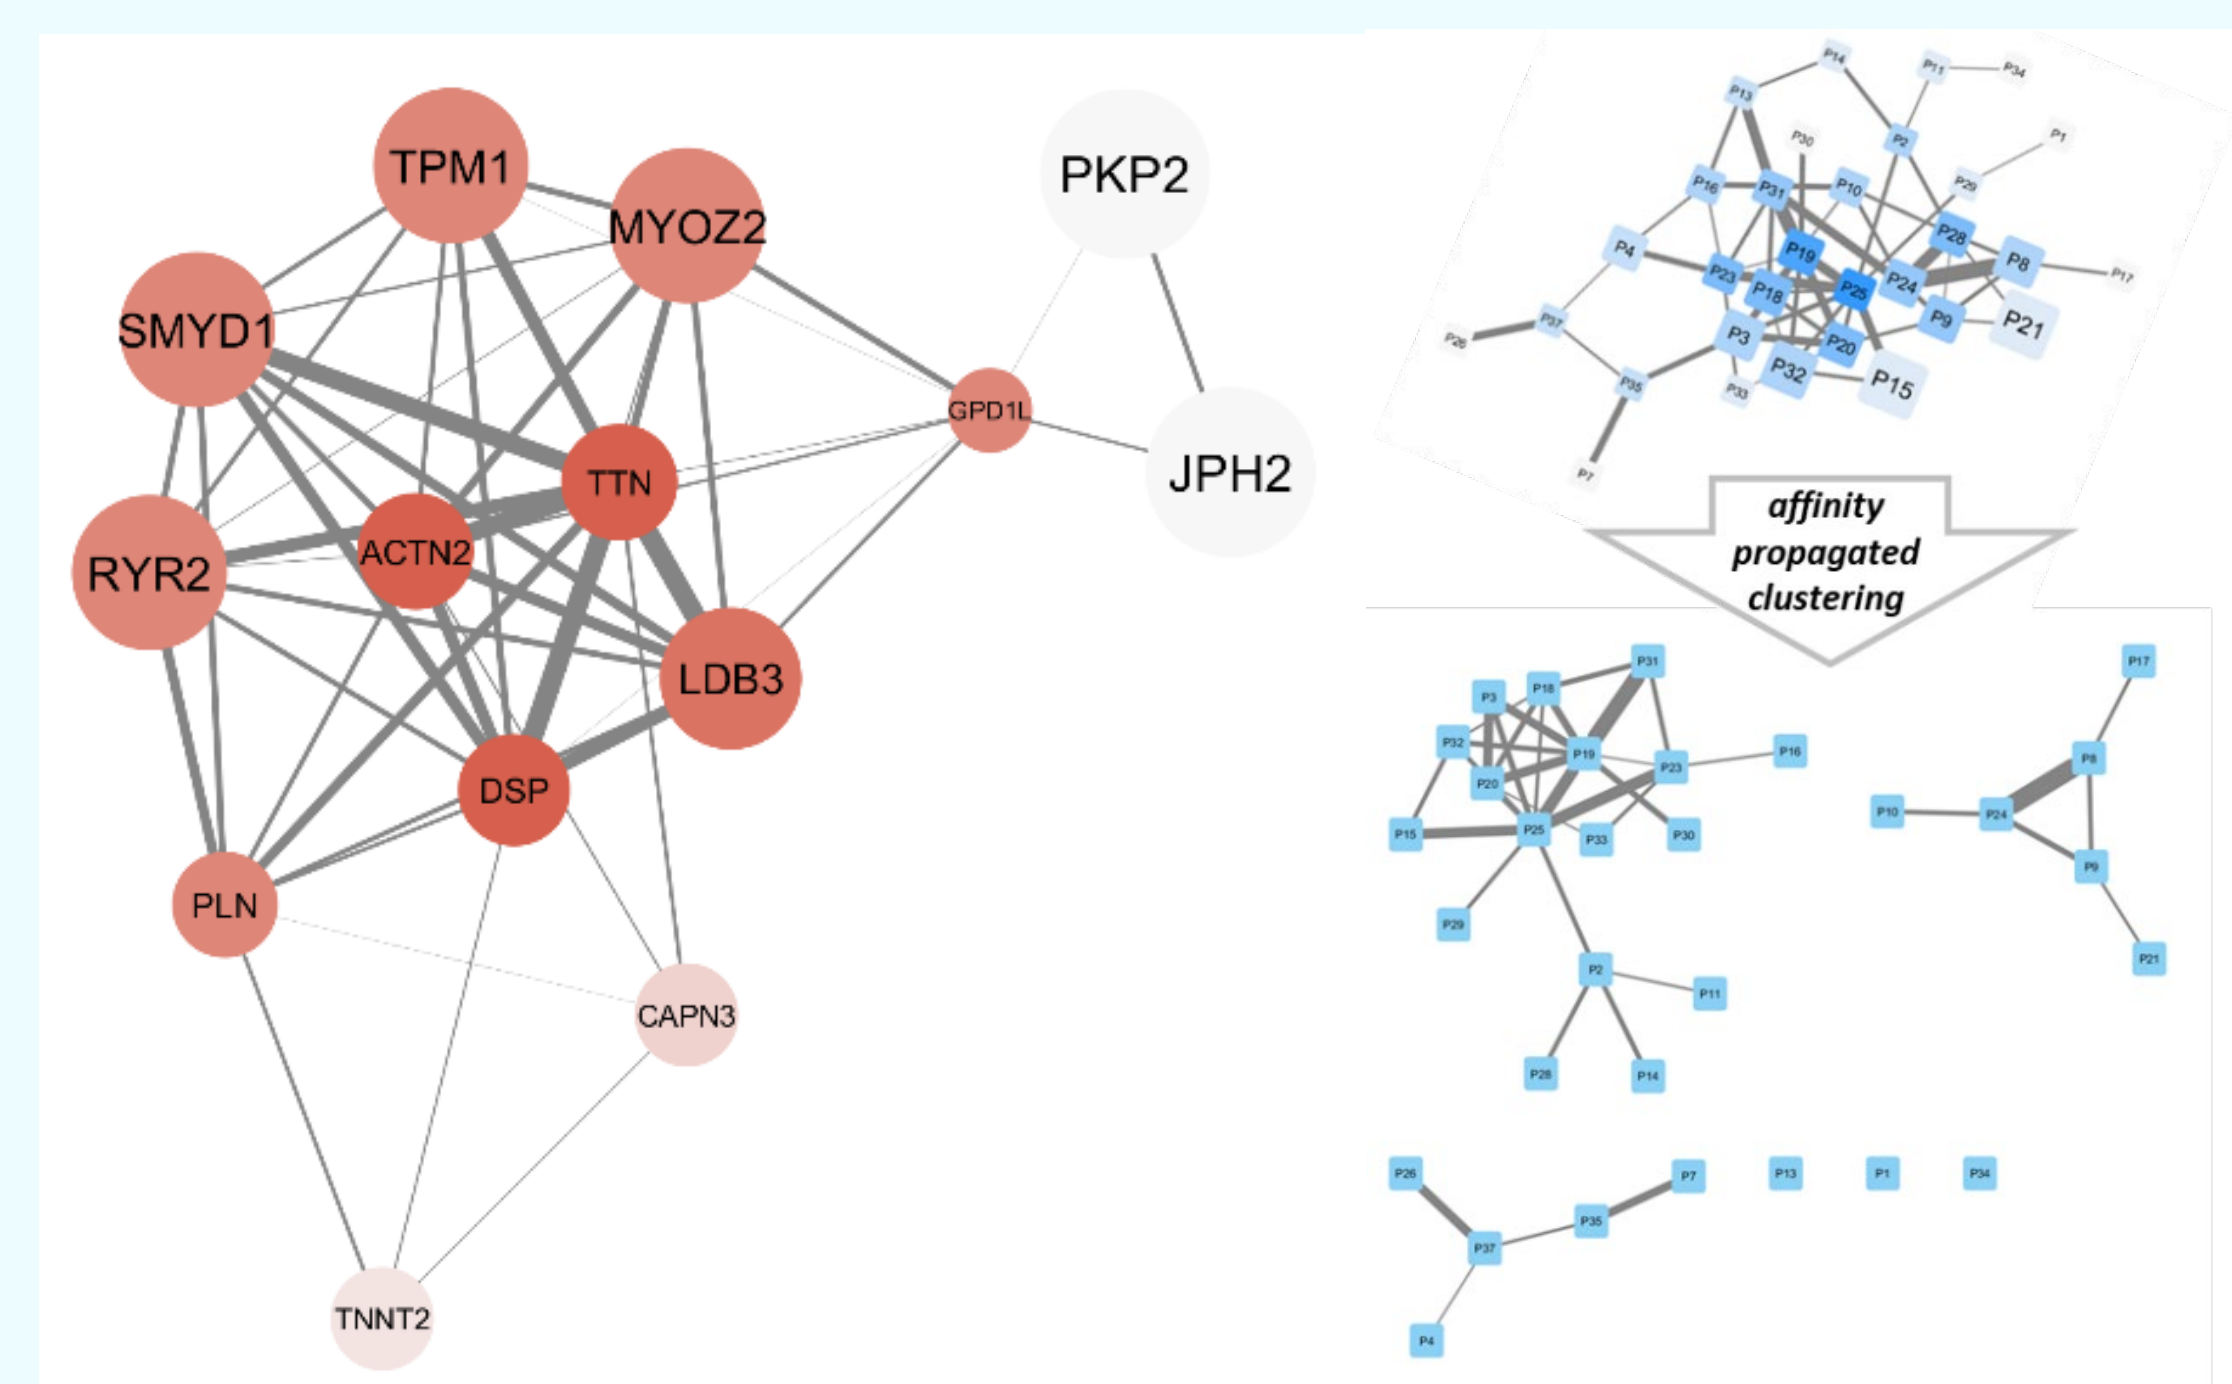 TPM1
MYOZ2
PKP2
SMYD1
GPD1L
JPH2
TTN
ACTN2
RYR2
LDB3
DSP
PLN
CAPN3
TNNT2
P14
P11
P34
P13
P30
P2
P1
P16
P31
P10
P29
P4
P19
P28
P8
P17
P23
P18
P25
P24
P37
P3
P20
P9
P21
P26
P35
P33
P32
P15
P7
affinity
propagated
clustering
P31
P17
P3
P18
P32
P19
P23
P16
P8
P20
P10
P24
P15
P25
P33
P30
P9
P29
P21
P2
P11
P28
P14
P26
P7
P13
P1
P34
P35
P37
P4